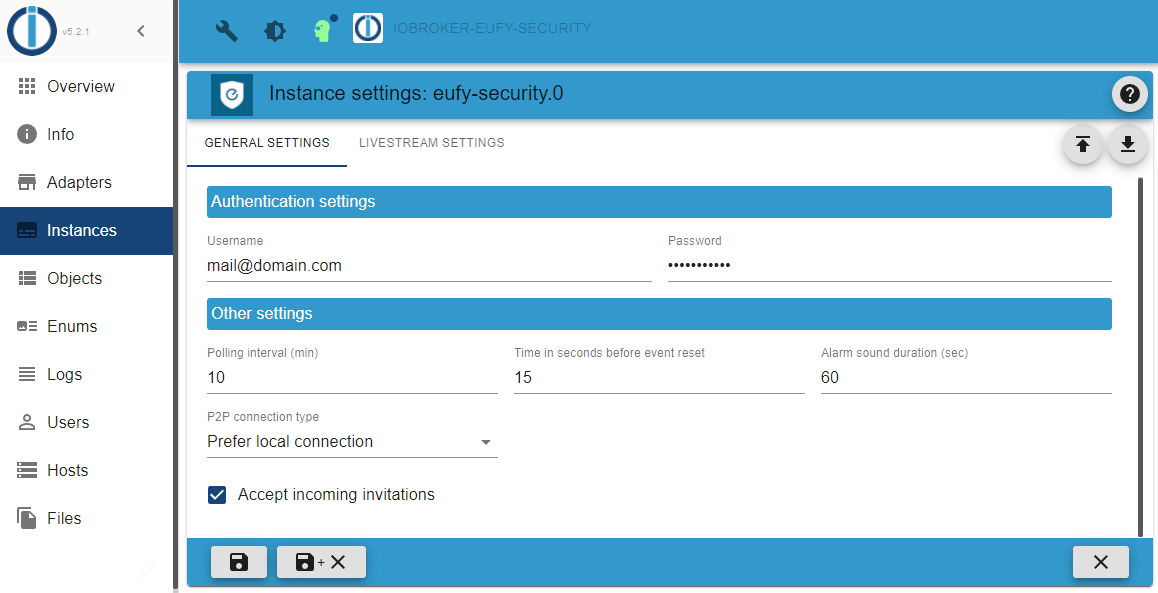 v5.2.1
IOBROKER-EUFY-SECURITY
Overview
Info
Adapters
Instances
Objects
Enums
Logs
Users
Hosts
Files
Instance settings: eufy-security.0
GENERAL SETTINGS LIVESTREAM SETTINGS
Authentication settings
Username Password
mail@domain.com •••••••••••
Other settings
Polling interval (min) Time in seconds before event reset Alarm sound duration (sec)
10 15 60
P2P connection type
Prefer local connection
Accept incoming invitations
+